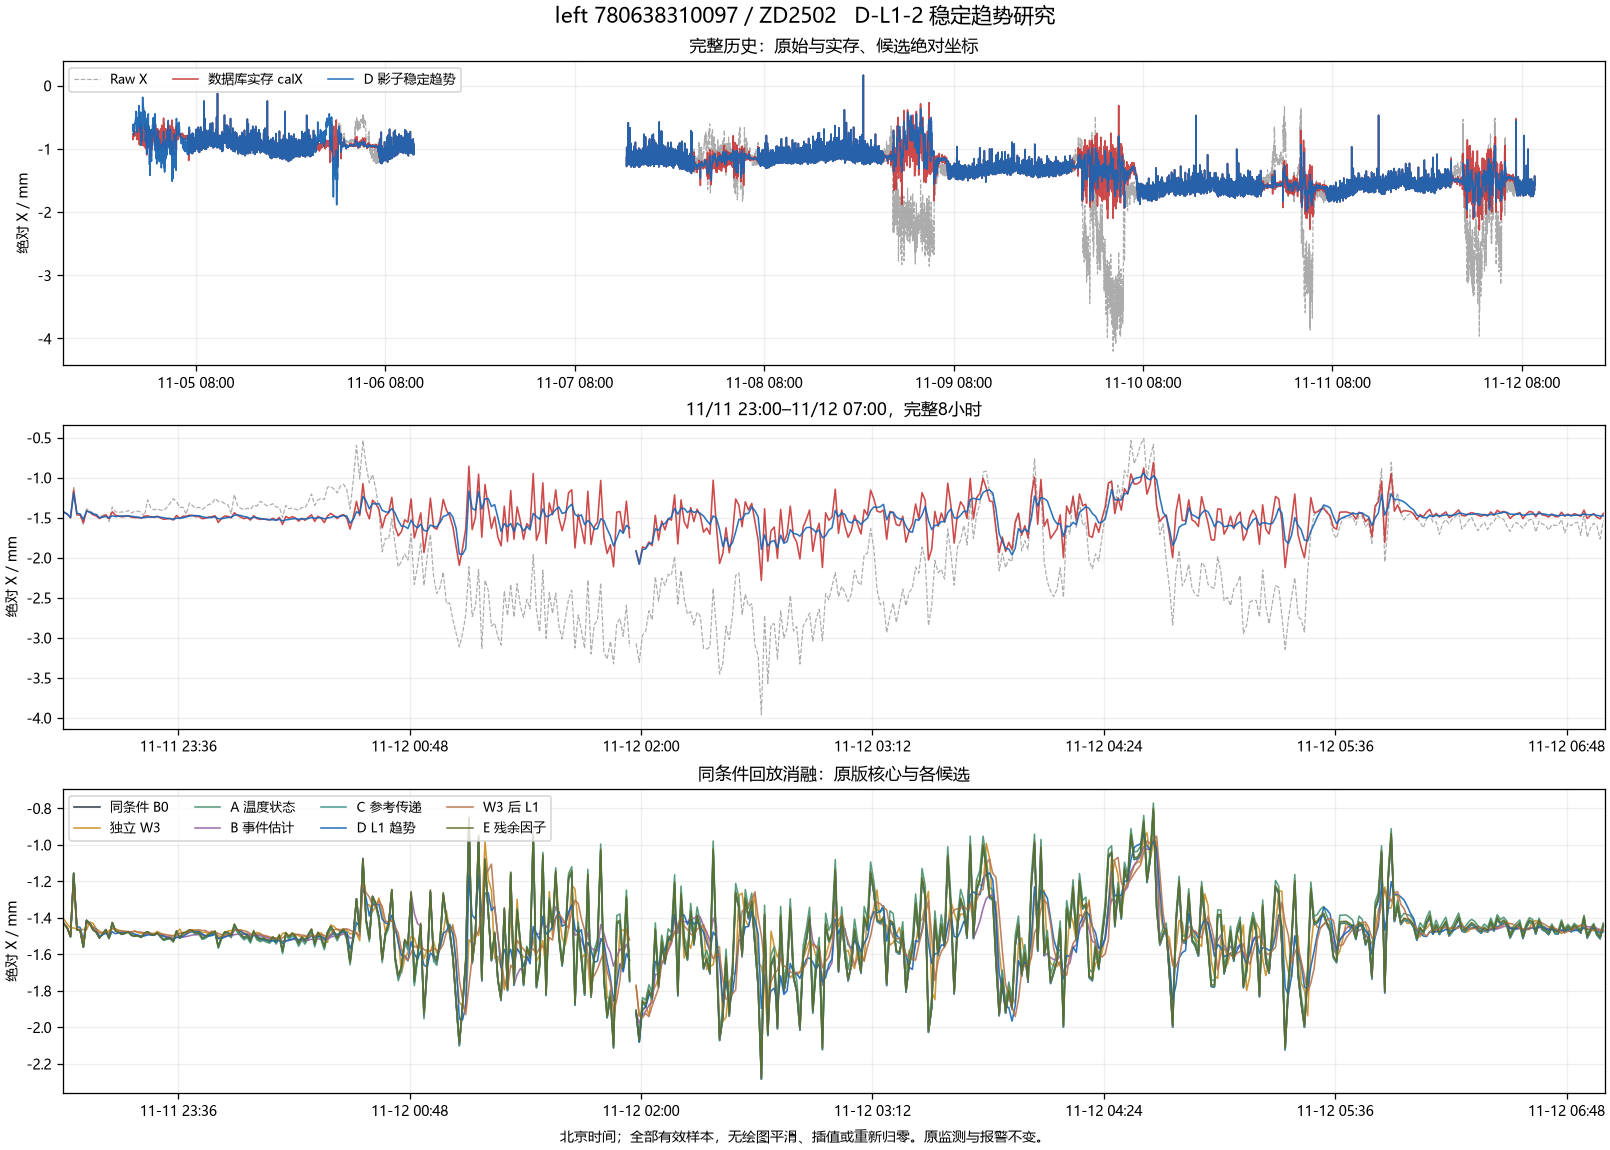 left 780638310097 / ZD2502   D-L1-2 稳定趋势研究
完整历史：原始与实存、候选绝对坐标
Raw X
数据库实存 calX
D 影子稳定趋势
绝对 X / mm
0
-1
-2
-3
-4
11-05 08:00
11-06 08:00
11-07 08:00
11-08 08:00
11-09 08:00
11-10 08:00
11-11 08:00
11-12 08:00
11/11 23:00–11/12 07:00，完整8小时
绝对 X / mm
-0.5
-1.0
-1.5
-2.0
-2.5
-3.0
-3.5
-4.0
11-11 23:36
11-12 00:48
11-12 02:00
11-12 03:12
11-12 04:24
11-12 05:36
11-12 06:48
同条件回放消融：原版核心与各候选
同条件 B0
独立 W3
A 温度状态
B 事件估计
C 参考传递
D L1 趋势
W3 后 L1
E 残余因子
绝对 X / mm
-0.8
-1.0
-1.2
-1.4
-1.6
-1.8
-2.0
-2.2
11-11 23:36
11-12 00:48
11-12 02:00
11-12 03:12
11-12 04:24
11-12 05:36
11-12 06:48
北京时间；全部有效样本，无绘图平滑、插值或重新归零。原监测与报警不变。